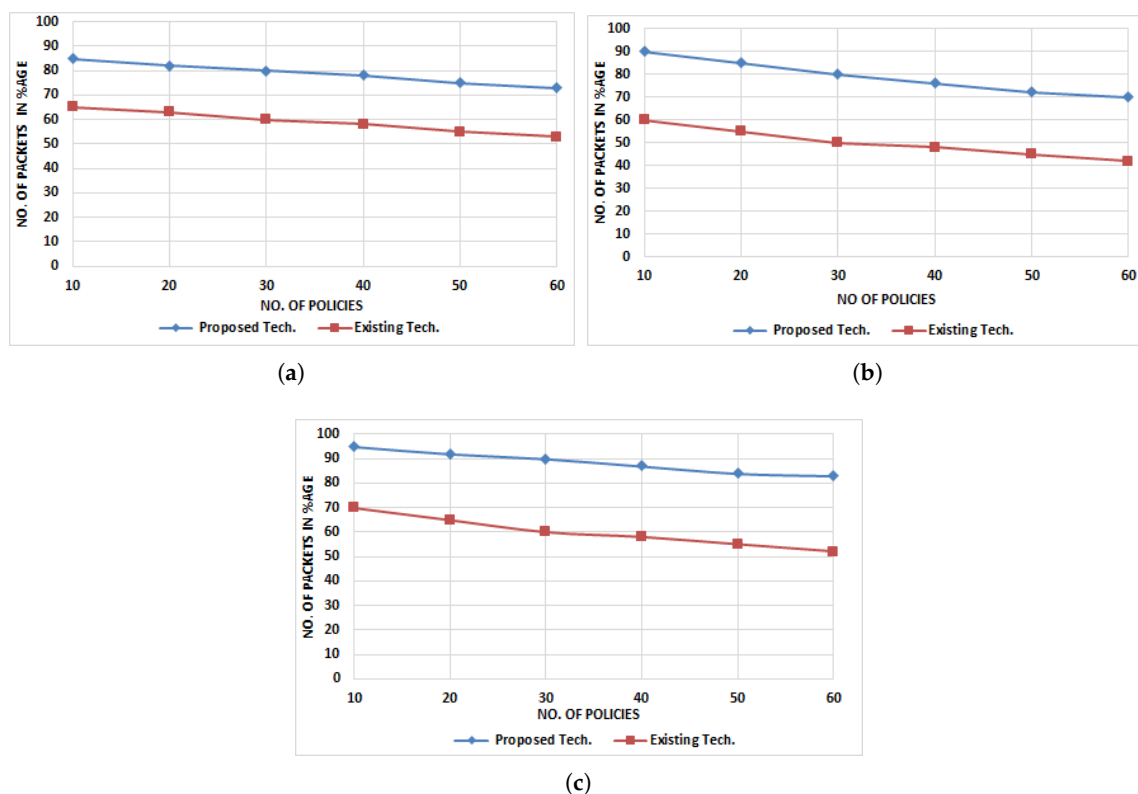 100
90
80
70
60
50
40
30
20
10
0
NO. OF PACKETS IN %AGE
10 20 30 40 50 60
NO. OF POLICIES
Proposed Tech. Existing Tech.
(a)
100
90
80
70
60
50
40
30
20
10
0
NO. OF PACKETS IN %AGE
10 20 30 40 50 60
NO OF POLICIES
Proposed Tech. Existing Tech.
(b)
100
90
80
70
60
50
40
30
20
10
0
NO. OF PACKETS IN %AGE
10 20 30 40 50 60
NO. OF POLICIES
Proposed Tech. Existing Tech.
(c)